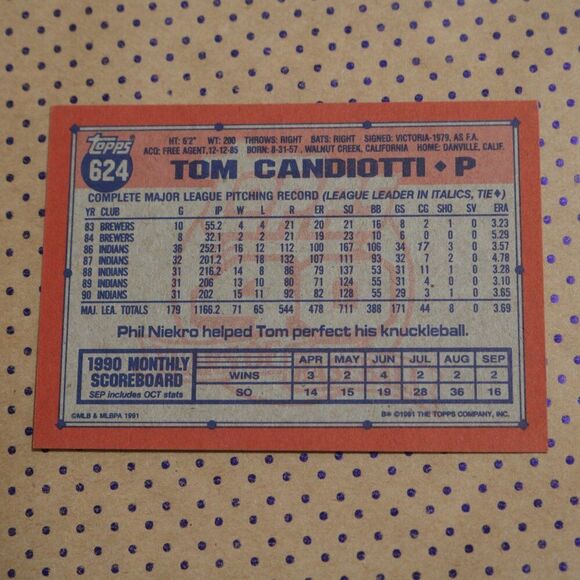 Topps
624
HT: 6'2" WT: 200 THROWS: RIGHT BATS: RIGHT SIGNED: VICTORIA-1979, AS F.A.
ACQ: FREE AGENT, 12-12-85 BORN: 8-31-57, WALNUT CREEK, CALIFORNIA HOME: DANVILLE, CALIF.
TOM CANDIOTTI ♦ P
COMPLETE MAJOR LEAGUE PITCHING RECORD (LEAGUE LEADER IN ITALICS, TIE♦)
YR CLUB G IP W L R ER SO BB GS CG SHO SV ERA
83 BREWERS 10 55.2 4 4 21 20 21 16 8 2 1 0 3.23
84 BREWERS 8 32.1 2 2 21 19 23 10 6 0 0 0 5.29
86 INDIANS 36 252.1 16 12 112 100 167 106 34 17 3 0 3.57
87 INDIANS 32 201.2 7 18 132 107 111 93 32 7 2 0 4.78
88 INDIANS 31 216.2 14 8 86 79 137 53 31 11 1 0 3.28
89 INDIANS 31 206 13 10 80 71 124 55 31 4 0 0 3.10
90 INDIANS 31 202 15 11 92 82 128 55 29 3 1 0 3.65
MAJ. LEA. TOTALS 179 1166.2 71 65 544 478 711 388 171 44 8 0 3.69
Phil Niekro helped Tom perfect his knuckleball.
1990 MONTHLY SCOREBOARD
SEP includes OCT stats
APR MAY JUN JUL AUG SEP
WINS 3 2 4 2 2 2
SO 14 15 19 28 36 16
©MLB & MLBPA 1991
B* ©1991 THE TOPPS COMPANY, INC.